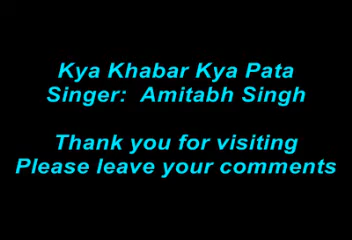 Kya Khabar Kya Pata
Singer:  Amitabh Singh
Thank you for visiting
Please leave your comments